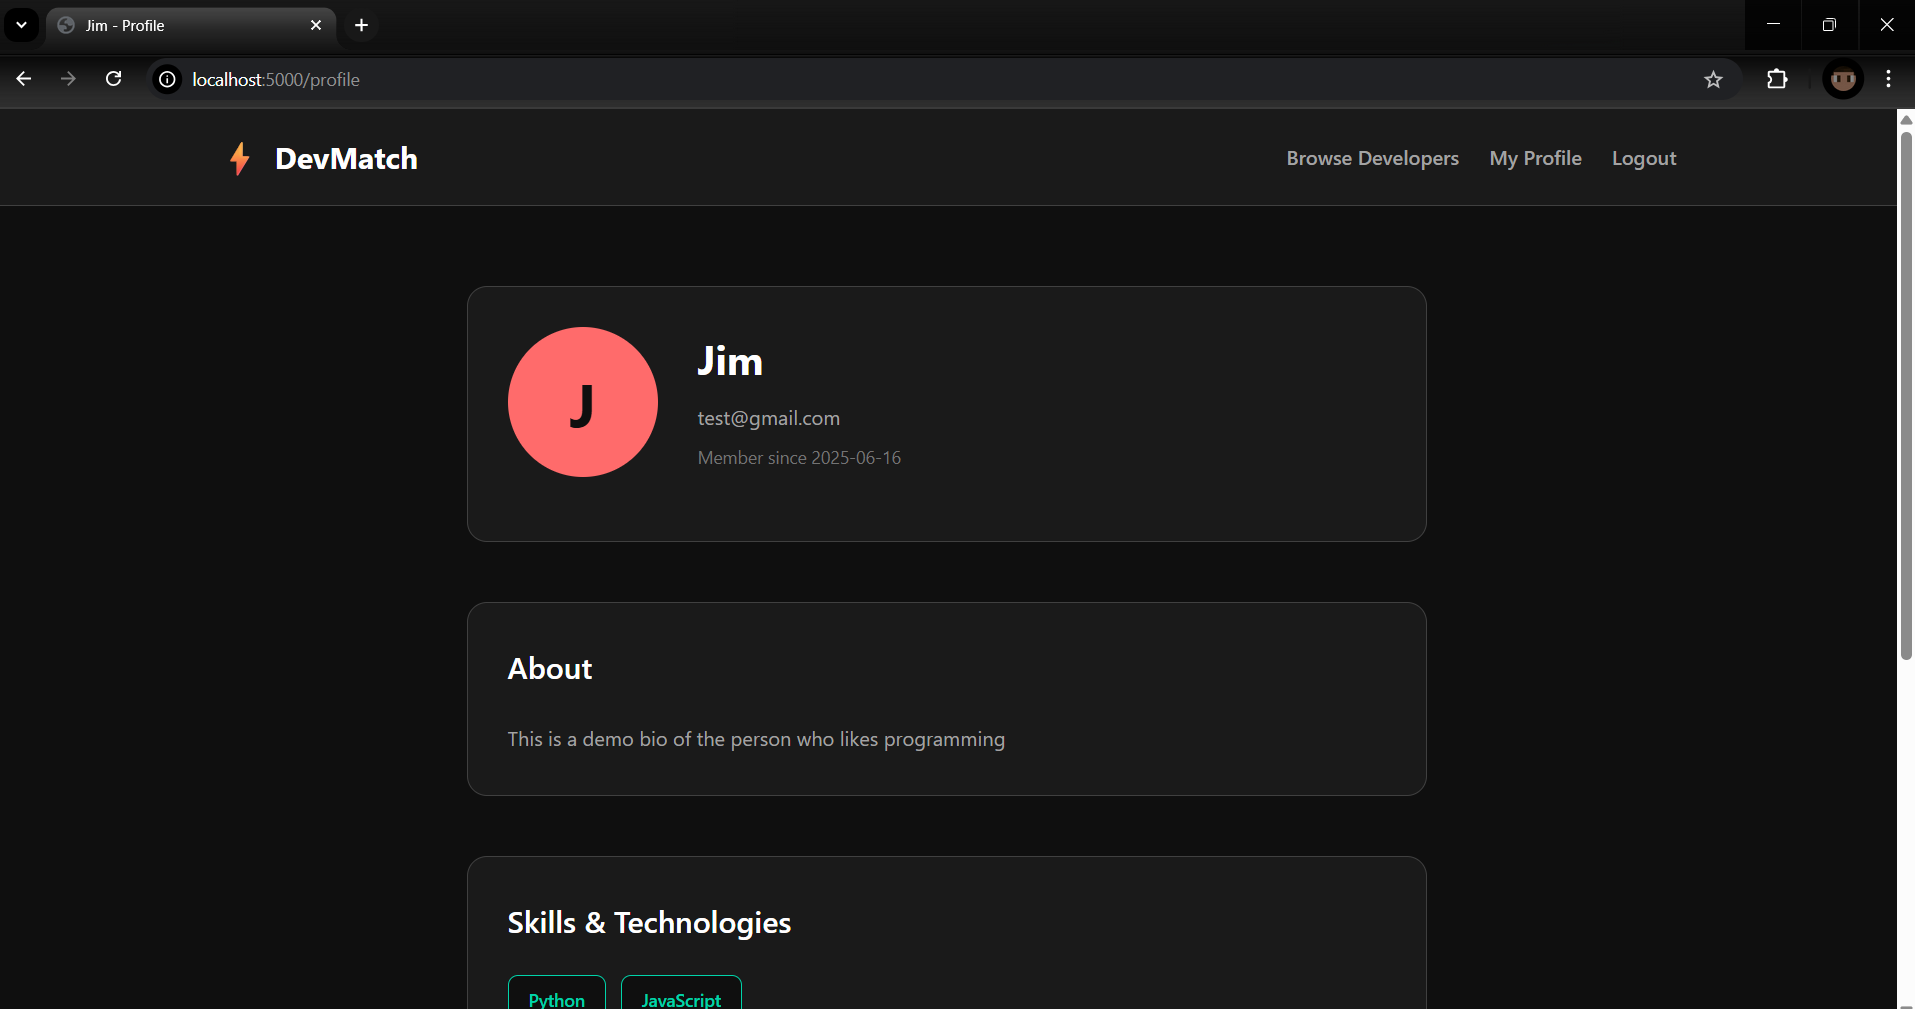 Jim - Profile
localhost:5000/profile
DevMatch
Browse Developers My Profile Logout
J
Jim
test@gmail.com
Member since 2025-06-16
About
This is a demo bio of the person who likes programming
Skills & Technologies
Python JavaScript